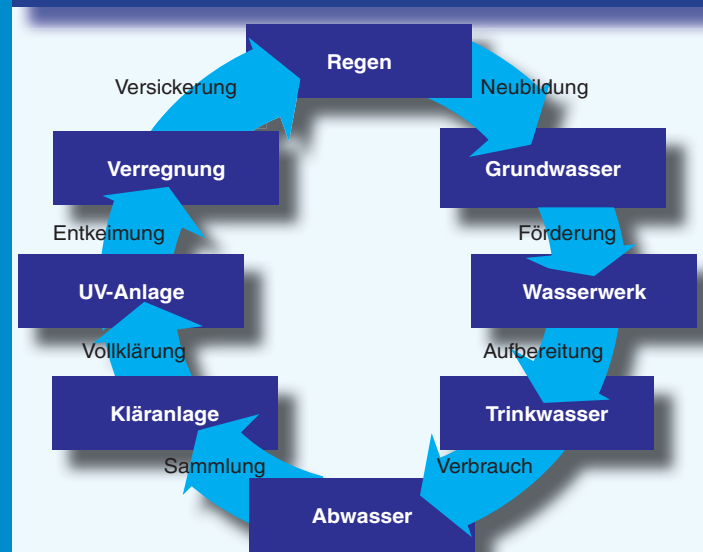 Regen
Versickerung
Neubildung
Verregnung
Grundwasser
Entkeimung
Förderung
UV-Anlage
Wasserwerk
Vollklärung
Aufbereitung
Kläranlage
Trinkwasser
Sammlung
Verbrauch
Abwasser